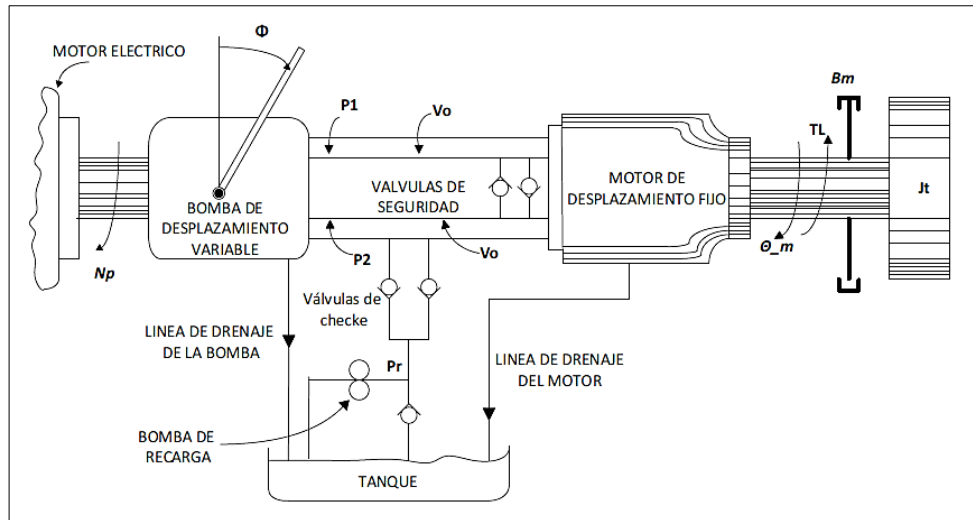 MOTOR ELECTRICO
Φ
Bm
P1
Vo
TL
VALVULAS DE
SEGURIDAD
MOTOR DE
DESPLAZAMIENTO FIJO
Jt
BOMBA DE
DESPLAZAMIENTO
VARIABLE
Np
P2
Vo
Θ_m
Válvulas de
checke
LINEA DE DRENAJE
DE LA BOMBA
Pr
LINEA DE DRENAJE
DEL MOTOR
BOMBA DE
RECARGA
TANQUE